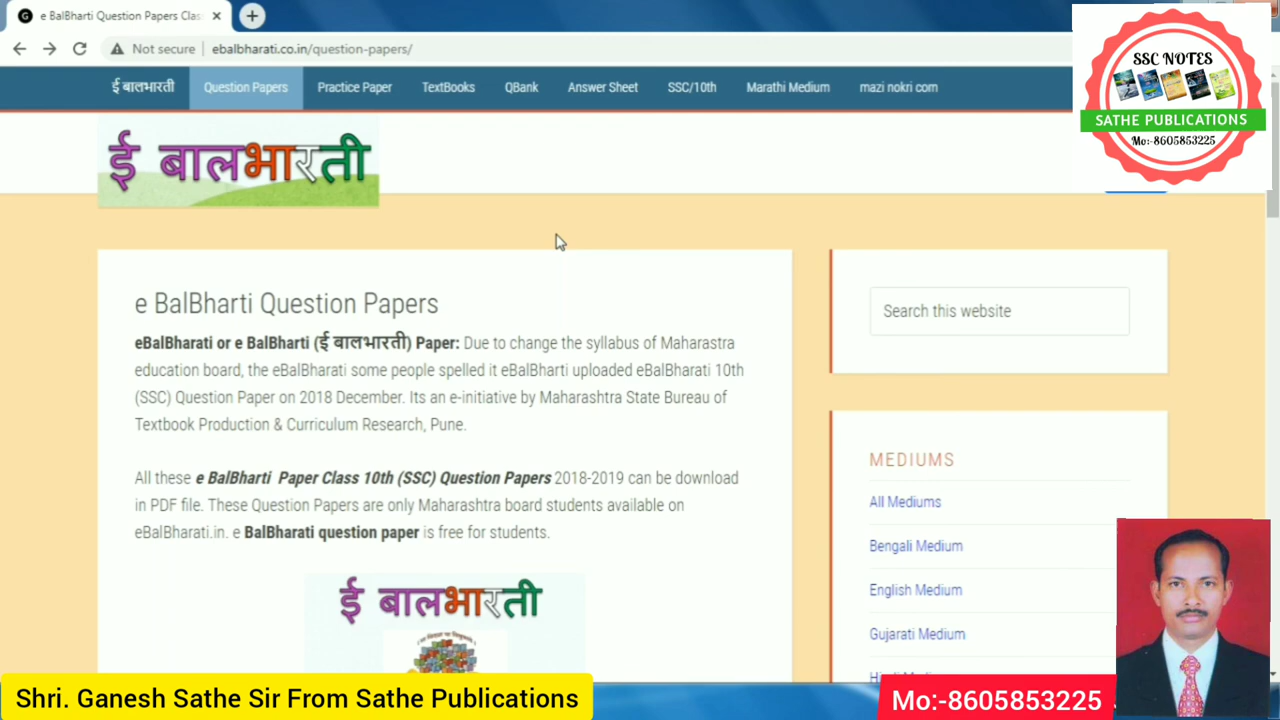 e BalBharti Question Papers Clas
Not secure
ebalbharati.co.in/question-papers/
ई बालभारती
Question Papers
Practice Paper
TextBooks
QBank
Answer Sheet
SSC/10th
Marathi Medium
mazi nokri com
SSC NOTES
SATHE PUBLICATIONS
Mo:-8605853225
ई बालभारती
e BalBharti Question Papers
eBalBharati or e BalBharti (ई बालभारती) Paper: Due to change the syllabus of Maharastra
education board, the eBalBharati some people spelled it eBalBharti uploaded eBalBharati 10th
(SSC) Question Paper on 2018 December. Its an e-initiative by Maharashtra State Bureau of
Textbook Production & Curriculum Research, Pune.
All these e BalBharti Paper Class 10th (SSC) Question Papers 2018-2019 can be download
in PDF file. These Question Papers are only Maharashtra board students available on
eBalBharati.in. e BalBharati question paper is free for students.
ई बालभारती
Search this website
MEDIUMS
All Mediums
Bengali Medium
English Medium
Gujarati Medium
Shri. Ganesh Sathe Sir From Sathe Publications
Mo:-8605853225